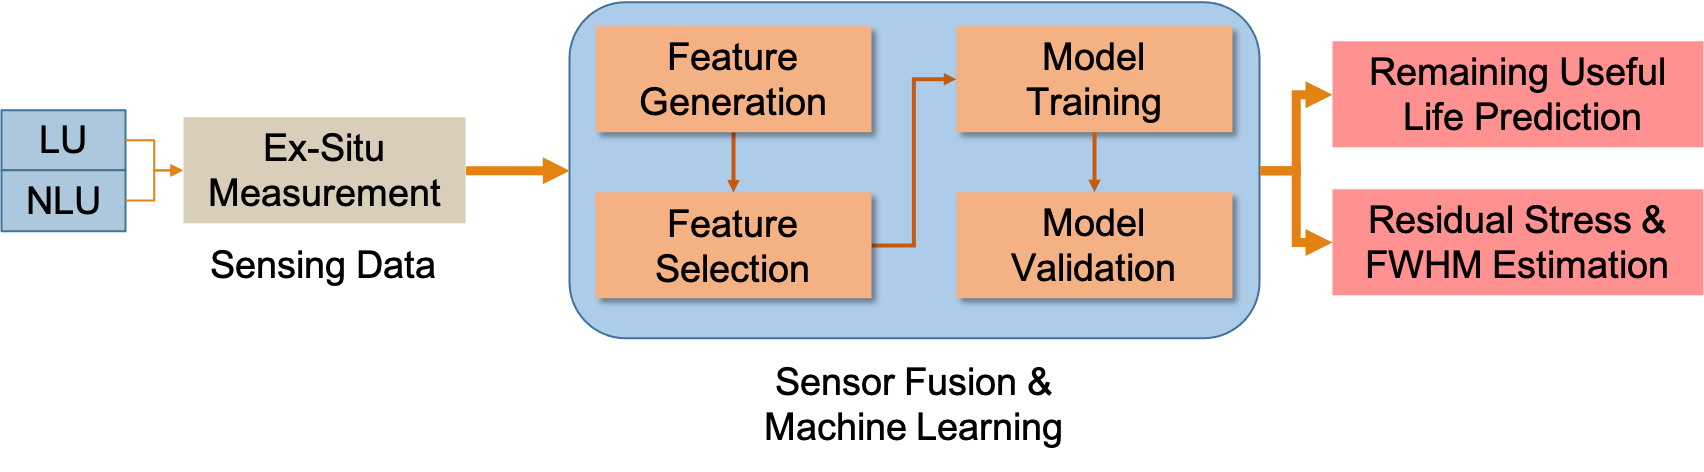 LU
NLU
Ex-Situ
Measurement
Sensing Data
Feature
Generation
Feature
Selection
Model
Training
Model
Validation
Sensor Fusion &
Machine Learning
Remaining Useful
Life Prediction
Residual Stress &
FWHM Estimation